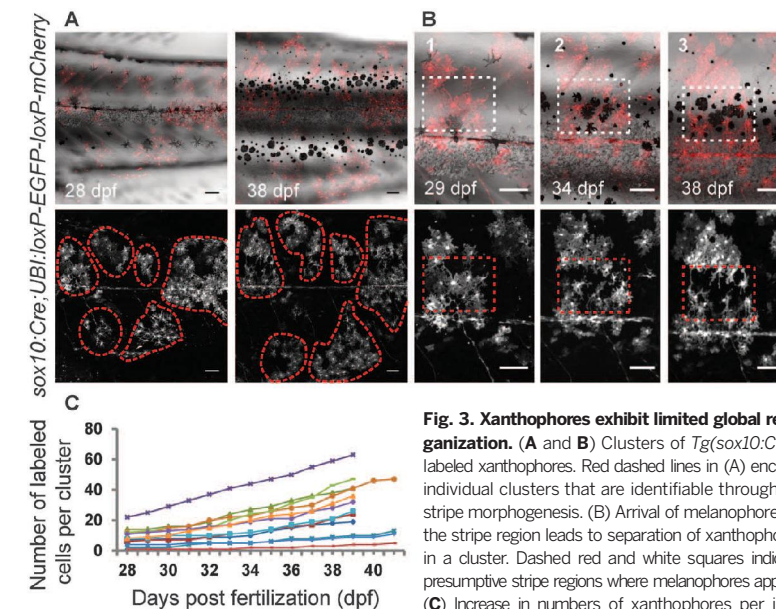 A
B
sox10:Cre;UBI:loxP-EGFP-loxP-mCherry
28 dpf
38 dpf
1
29 dpf
2
34 dpf
3
38 dpf
C
Number of labeled
cells per cluster
80
60
40
20
0
28 30 32 34 36 38 40
Days post fertilization (dpf)
Fig. 3. Xanthophores exhibit limited global re
ganization. (A and B) Clusters of Tg(sox10:C
labeled xanthophores. Red dashed lines in (A) enc
individual clusters that are identifiable through
stripe morphogenesis. (B) Arrival of melanophore
the stripe region leads to separation of xanthopho
in a cluster. Dashed red and white squares indic
presumptive stripe regions where melanophores app
(C) Increase in numbers of xanthophores per i